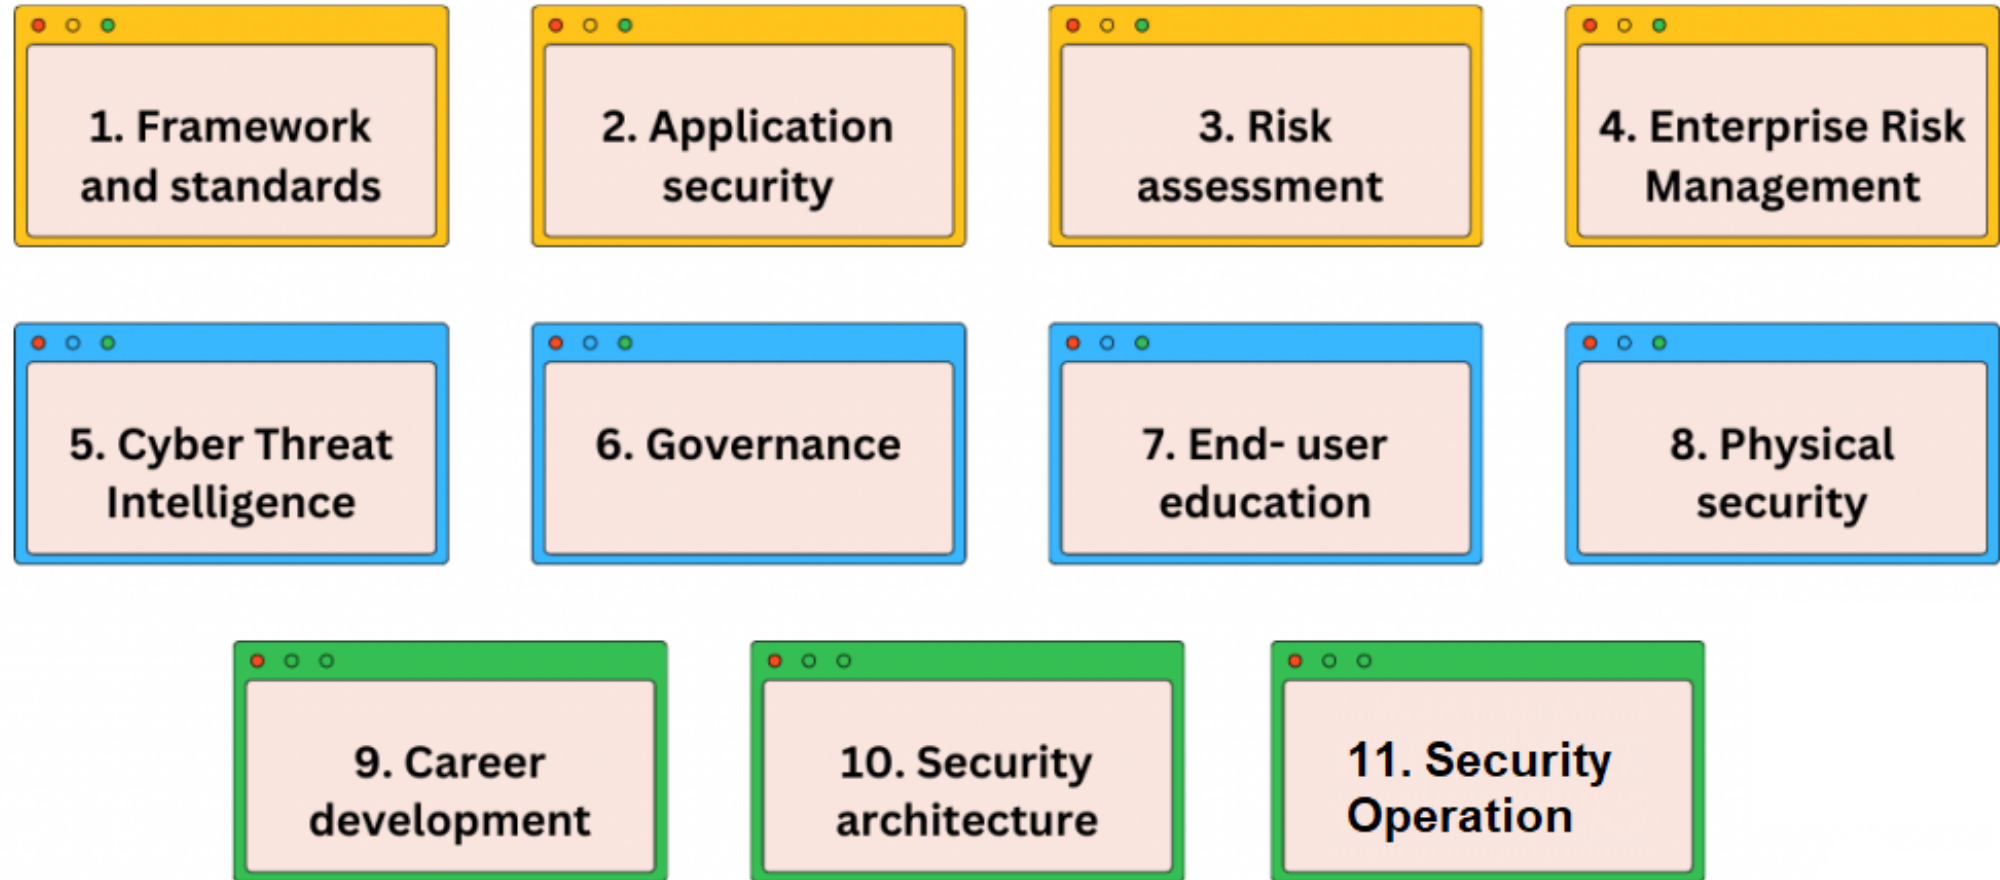 1. Framework
and standards
2. Application
security
3. Risk
assessment
4. Enterprise Risk
Management
5. Cyber Threat
Intelligence
6. Governance
7. End- user
education
8. Physical
security
9. Career
development
10. Security
architecture
11. Security
Operation